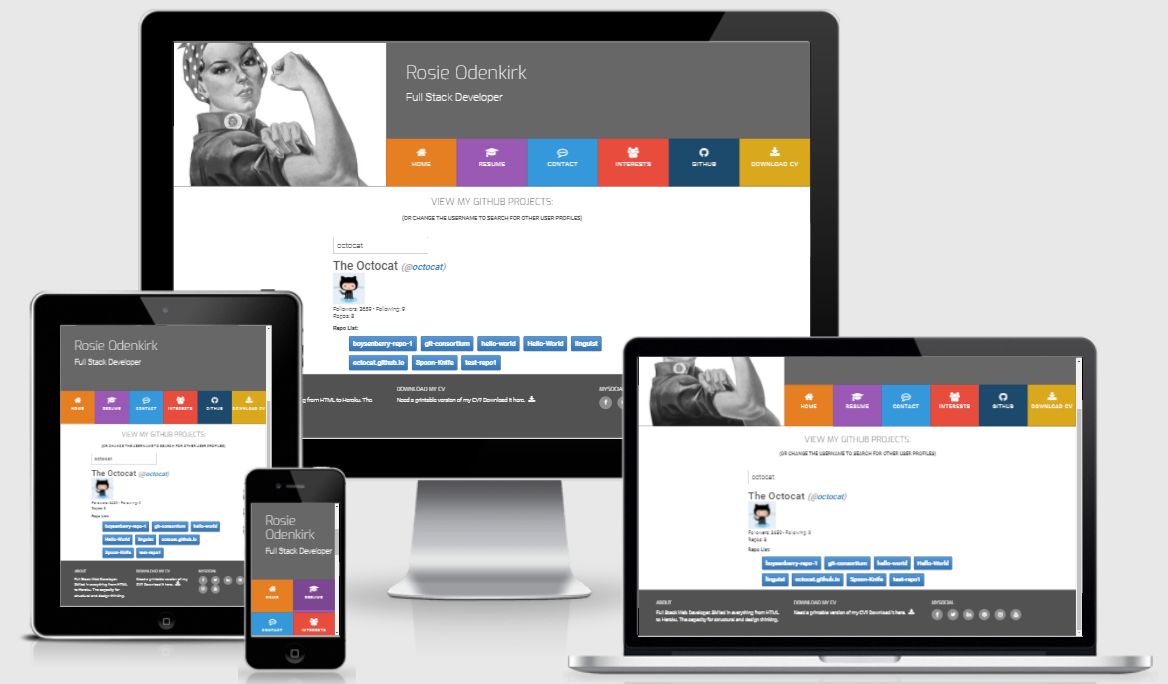 Rosie Odenkirk
Full Stack Developer
HOME RESUME CONTACT INTERESTS GITHUB DOWNLOAD CV
VIEW MY GITHUB PROJECTS:
(OR CHANGE THE USERNAME TO SEARCH FOR OTHER USER PROFILES)
octocat
The Octocat (@octocat)
Followers: 3659 - Following: 9
Repos: 8
Repo List:
boysenberry-repo-1 git-consortium hello-world Hello-World linguist
octocat.github.io Spoon-Knife test-repo1
DOWNLOAD MY CV MYSOCIAL
g from HTML to Heroku. The Need a printable version of my CV? Download it here.
Rosie Odenkirk
Full Stack Developer
HOME RESUME CONTACT INTERESTS GITHUB DOWNLOAD CV
VIEW MY GITHUB PROJECTS:
(OR CHANGE THE USERNAME TO SEARCH FOR OTHER USER PROFILES)
octocat
The Octocat (@octocat)
Followers: 3659 - Following: 9
Repos: 8
Repo List:
boysenberry-repo-1 git-consortium hello-world
Hello-World linguist octocat.github.io
Spoon-Knife test-repo1
ABOUT DOWNLOAD MY CV MYSOCIAL
Full Stack Web Developer. Need a printable version of my
Skilled in everything from HTML CV? Download it here.
to Heroku. The capacity for
structural and design thinking.
Rosie
Odenkirk
Full Stack Developer
HOME RESUME
CONTACT INTERESTS
HOME RESUME CONTACT INTERESTS GITHUB DOWNLOAD CV
VIEW MY GITHUB PROJECTS:
(OR CHANGE THE USERNAME TO SEARCH FOR OTHER USER PROFILES)
octocat
The Octocat (@octocat)
Followers: 3659 - Following: 9
Repos: 8
Repo List:
boysenberry-repo-1 git-consortium hello-world Hello-World
linguist octocat.github.io Spoon-Knife test-repo1
ABOUT DOWNLOAD MY CV MYSOCIAL
Full Stack Web Developer. Skilled in everything from HTML Need a printable version of my CV? Download it here.
to Heroku. The capacity for structural and design thinking.